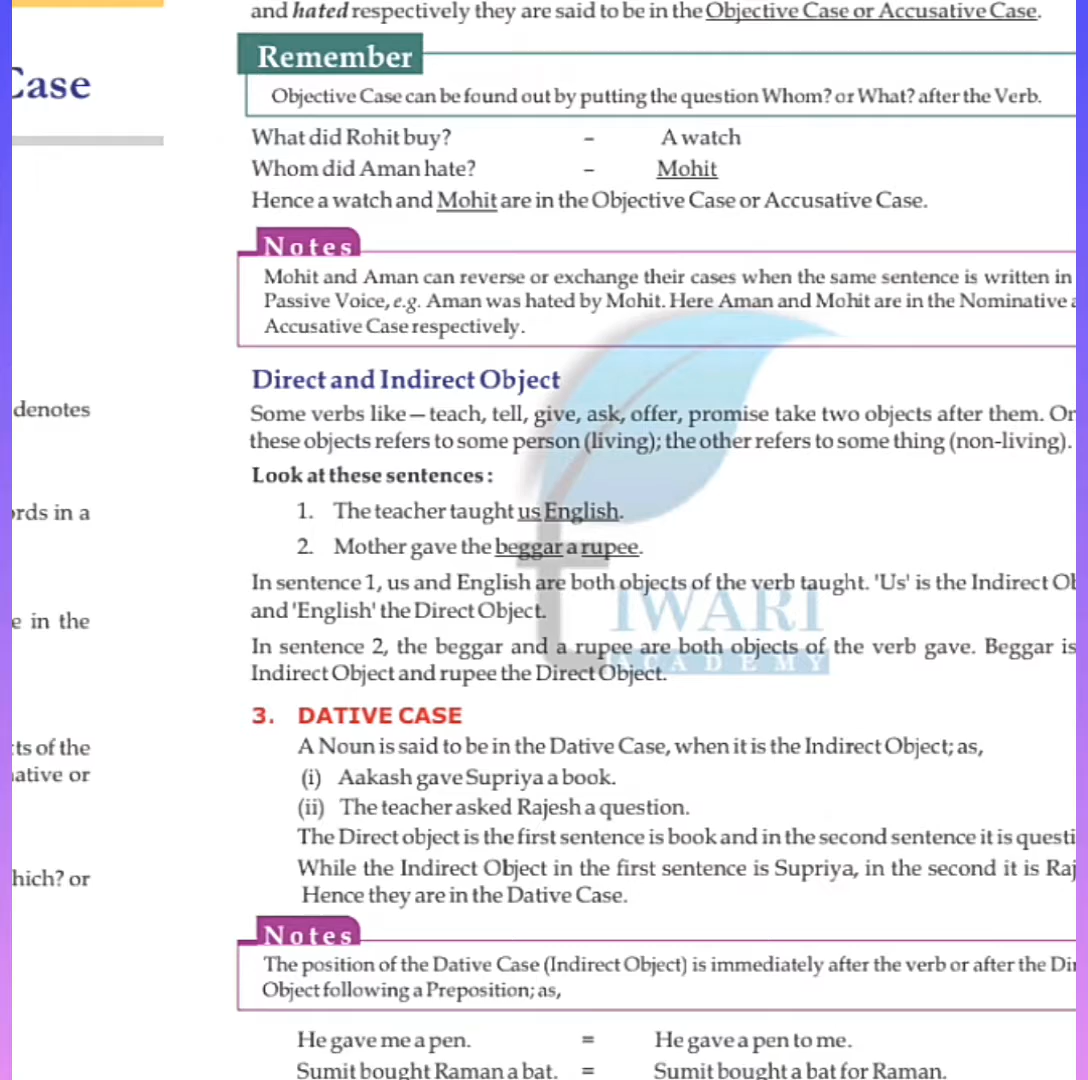 and hated respectively they are said to be in the Objective Case or Accusative Case.
Remember
Case
Objective Case can be found out by putting the question Whom? or What? after the Verb.
What did Rohit buy? – A watch
Whom did Aman hate? – Mohit
Hence a watch and Mohit are in the Objective Case or Accusative Case.
Notes
Mohit and Aman can reverse or exchange their cases when the same sentence is written in
Passive Voice, e.g. Aman was hated by Mohit. Here Aman and Mohit are in the Nominative
Accusative Case respectively.
Direct and Indirect Object
denotes
Some verbs like – teach, tell, give, ask, offer, promise take two objects after them.
these objects refers to some person (living); the other refers to some thing (non-living).
Look at these sentences :
rds in a
1. The teacher taught us English.
2. Mother gave the beggar a rupee.
In sentence 1, us and English are both objects of the verb taught. 'Us' is the Indirect
and 'English' the Direct Object.
TIWARI
ACADEMY
e in the
In sentence 2, the beggar and a rupee are both objects of the verb gave. Beggar is
Indirect Object and rupee the Direct Object.
3. DATIVE CASE
ts of the
ative or
A Noun is said to be in the Dative Case, when it is the Indirect Object; as,
(i) Aakash gave Supriya a book.
(ii) The teacher asked Rajesh a question.
The Direct object is the first sentence is book and in the second sentence it is questi
hich? or
While the Indirect Object in the first sentence is Supriya, in the second it is Raj
Hence they are in the Dative Case.
Notes
The position of the Dative Case (Indirect Object) is immediately after the verb or after the Di
Object following a Preposition; as,
He gave me a pen. = He gave a pen to me.
Sumit bought Raman a bat. = Sumit bought a bat for Raman.